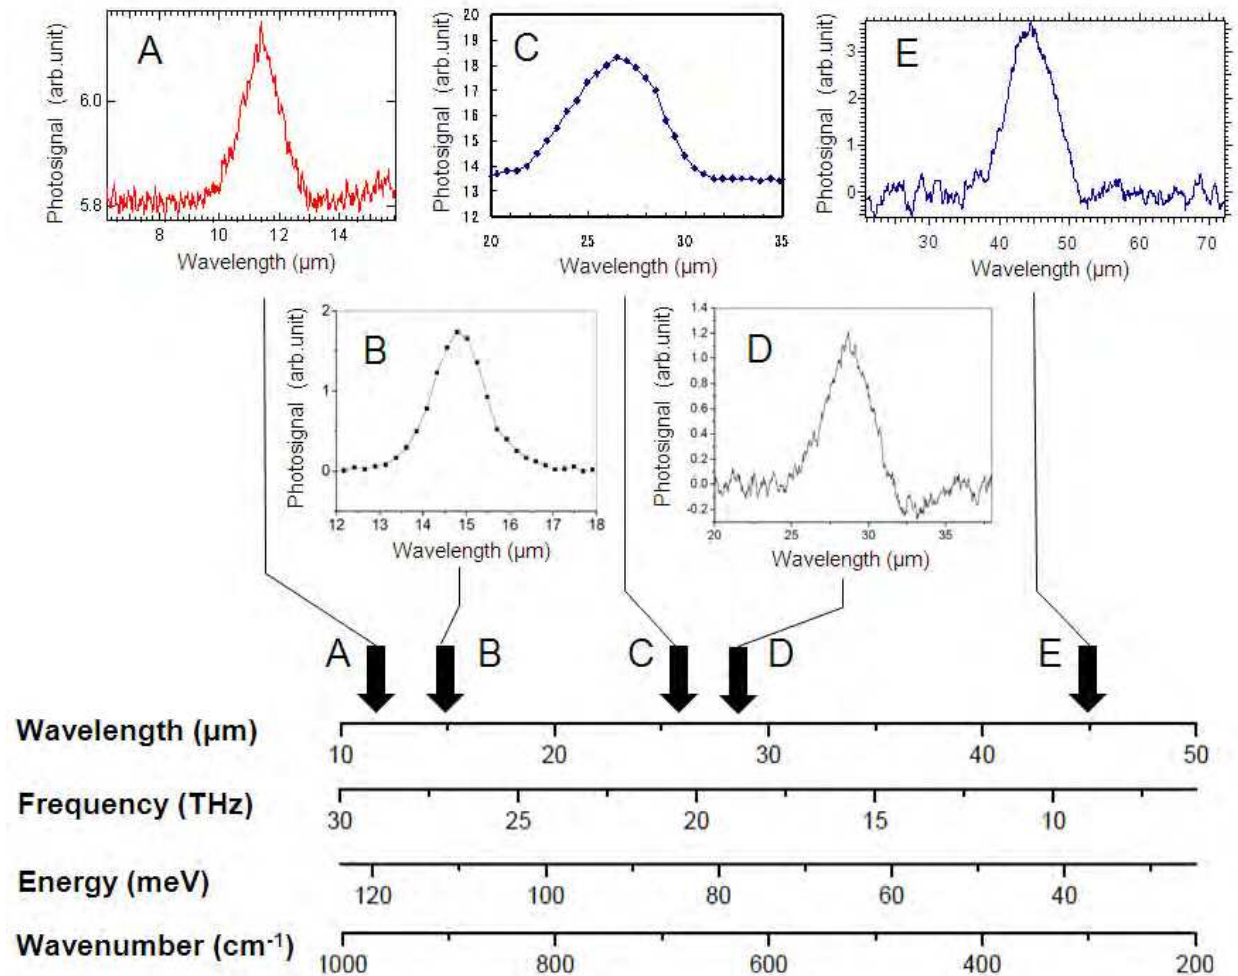 A
Photosignal (arb.unit)
6.0
5.8
8 10 12 14
Wavelength (µm)
C
Photosignal (arb.unit)
20
19
18
17
16
15
14
13
12
20 25 30 35
Wavelength (µm)
E
Photosignal (arb.unit)
3
2
1
0
30 40 50 60 70
Wavelength (µm)
B
Photosignal (arb.unit)
2
1
0
12 13 14 15 16 17 18
Wavelength (µm)
D
Photosignal (arb.unit)
1.4
1.2
1.0
0.8
0.6
0.4
0.2
0.0
-0.2
20 25 30 35
Wavelength (µm)
A B C D E
Wavelength (µm)
10 20 30 40 50
Frequency (THz)
30 25 20 15 10
Energy (meV)
120 100 80 60 40
Wavenumber (cm⁻¹)
1000 800 600 400 200